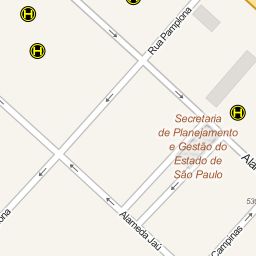 Rua Pamplona
Secretaria
de Planejamento
e Gestão do
Estado de
São Paulo
Alameda Jaú
Campinas